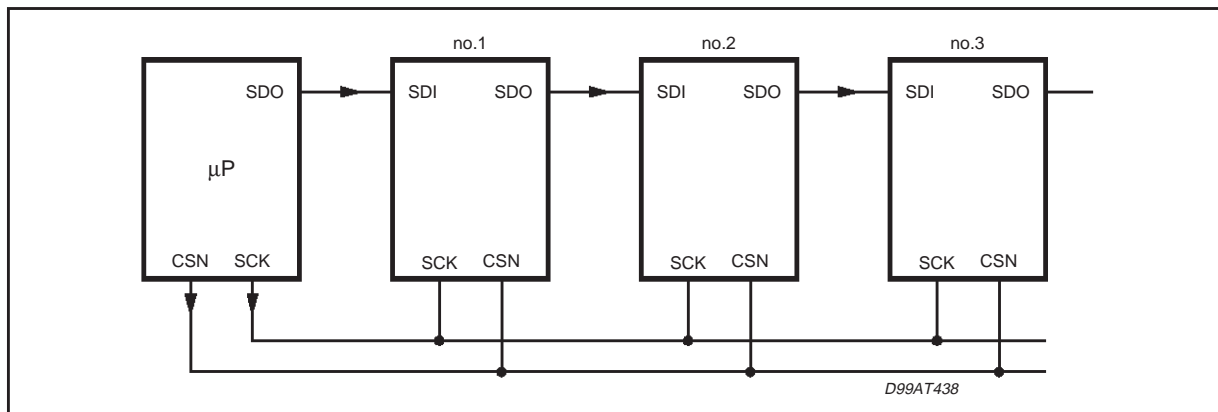 no.1 no.2 no.3
SDO SDI SDO SDI SDO SDI SDO
μP
CSN SCK SCK CSN SCK CSN SCK CSN
D99AT438